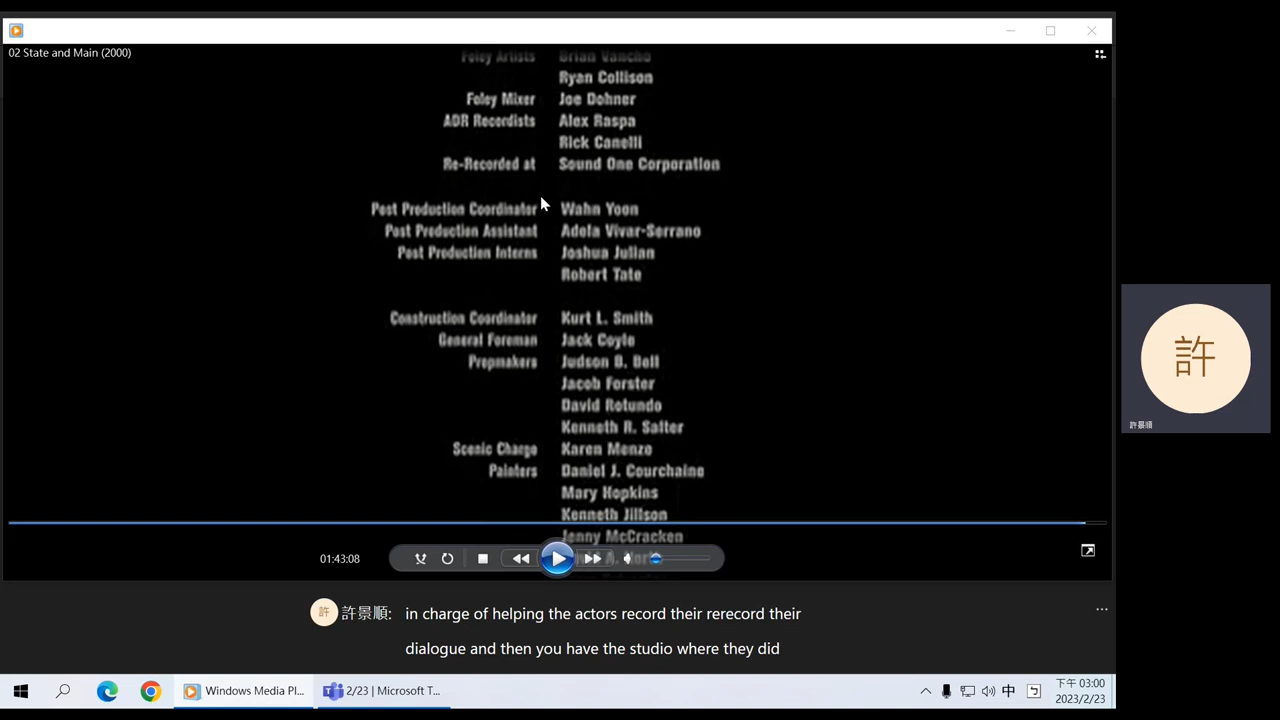 02 State and Main (2000)
Foley Artists Brian Vancho
Ryan Collison
Foley Mixer Joe Dohner
ADR Recordists Alex Raspa
Rick Canelli
Re-Recorded at Sound One Corporation
Post Production Coordinator Wahn Yoon
Post Production Assistant Adela Vivar-Serrano
Post Production Interns Joshua Julian
Robert Tate
Construction Coordinator Kurt L. Smith
General Foreman Jack Coyle
Propmakers Judson B. Bell
Jacob Forster
David Rotundo
Kenneth R. Salter
Scenic Charge Karen Menzo
Painters Daniel J. Courchaine
Mary Hopkins
Kenneth Jillson
Jenny McCracken
01:43:08
許
許景順
許 許景順: in charge of helping the actors record their rerecord their
dialogue and then you have the studio where they did
Windows Media Pl... 2/23 | Microsoft T... 中 下午 03:00
2023/2/23